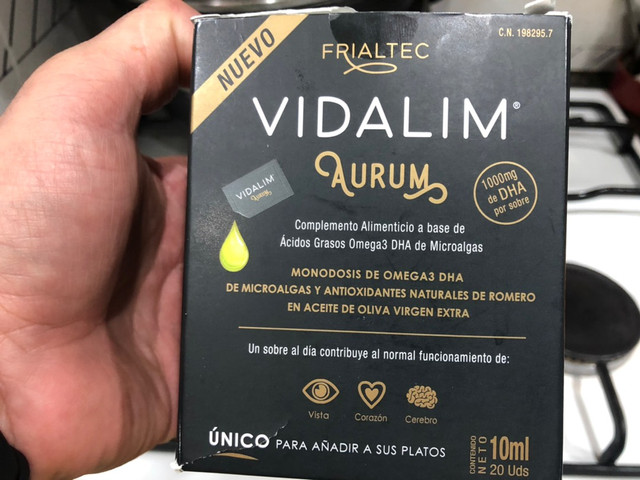 C.N. 198295.7
NUEVO
FRIALTEC
VIDALIM®
AURUM
VIDALIM
Aurum
1000mg
de DHA
por sobre
Complemento Alimenticio a base de
Ácidos Grasos Omega3 DHA de Microalgas
MONODOSIS DE OMEGA3 DHA
DE MICROALGAS Y ANTIOXIDANTES NATURALES DE ROMERO
EN ACEITE DE OLIVA VIRGEN EXTRA
Un sobre al día contribuye al normal funcionamiento de:
Vista Corazón Cerebro
ÚNICO PARA AÑADIR A SUS PLATOS
CONTENIDO
NETO
10ml
20 Uds